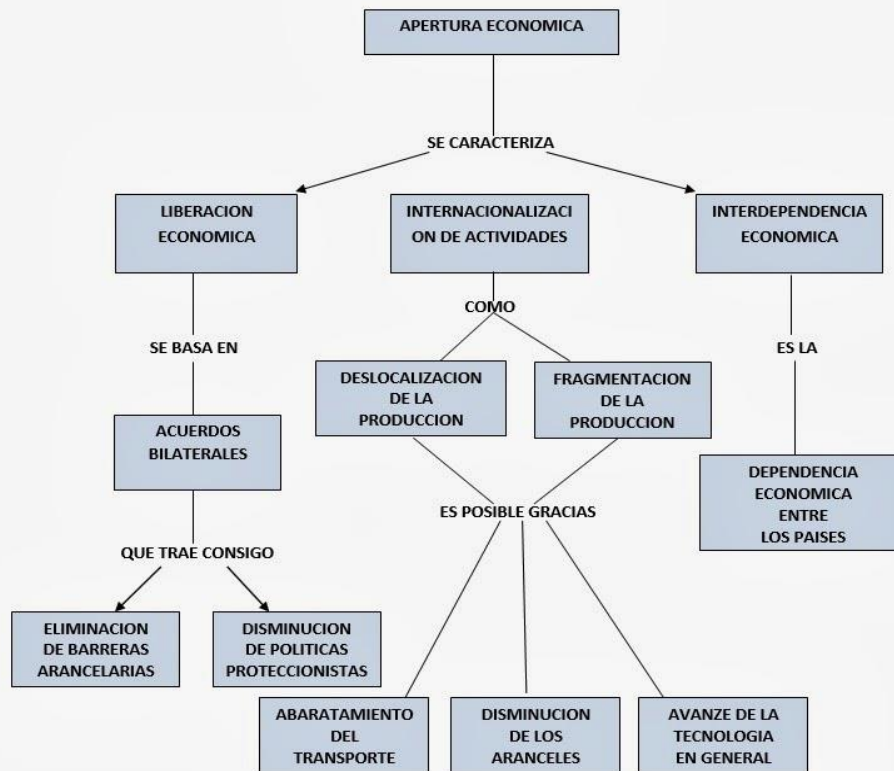 APERTURA ECONOMICA
SE CARACTERIZA
LIBERACION
ECONOMICA
INTERNACIONALIZACI
ON DE ACTIVIDADES
INTERDEPENDENCIA
ECONOMICA
COMO
SE BASA EN
ES LA
DESLOCALIZACION
DE LA
PRODUCCION
FRAGMENTACION
DE LA
PRODUCCION
ACUERDOS
BILATERALES
DEPENDENCIA
ECONOMICA
ENTRE
LOS PAISES
ES POSIBLE GRACIAS
QUE TRAE CONSIGO
ELIMINACION
DE BARRERAS
ARANCELARIAS
DISMINUCION
DE POLITICAS
PROTECCIONISTAS
ABARATAMIENTO
DEL
TRANSPORTE
DISMINUCION
DE LOS
ARANCELES
AVANZE DE LA
TECNOLOGIA
EN GENERAL